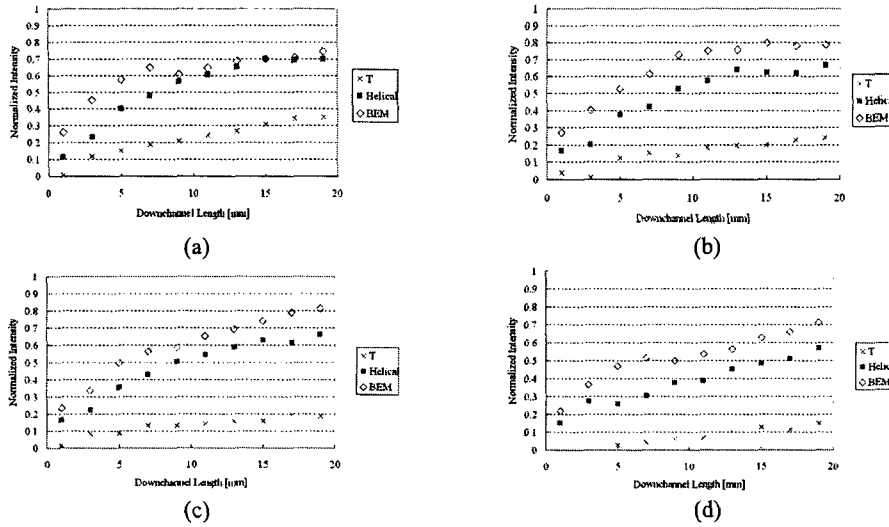 Normalized Intensity
1
0 9
0 8
0.7
0 6
0 5
0 4
0 3
0 2
0 1
0
0
5
10
15
20
Downchannel Length [mm]
T
Helical
BEM
(a)
Normalized Intensity
1
0 9
0 8
0 7
0 6
0 5
0 4
0 3
0 2
0 1
0
0
5
10
15
20
Downchannel Length [mm]
T
Helical
BEM
(b)
Normalized Intensity
1
0 9
0 8
0 7
0 6
0 5
0 4
0 3
0 2
0 1
0
0
5
10
15
20
Downchannel Length [mm]
T
Helical
BEM
(c)
Normalized Intensity
1
0 9
0 8
0 7
0 6
0 5
0 4
0 3
0 2
0 1
0
0
5
10
15
20
Downchannel Length [mm]
T
Helical
BEM
(d)